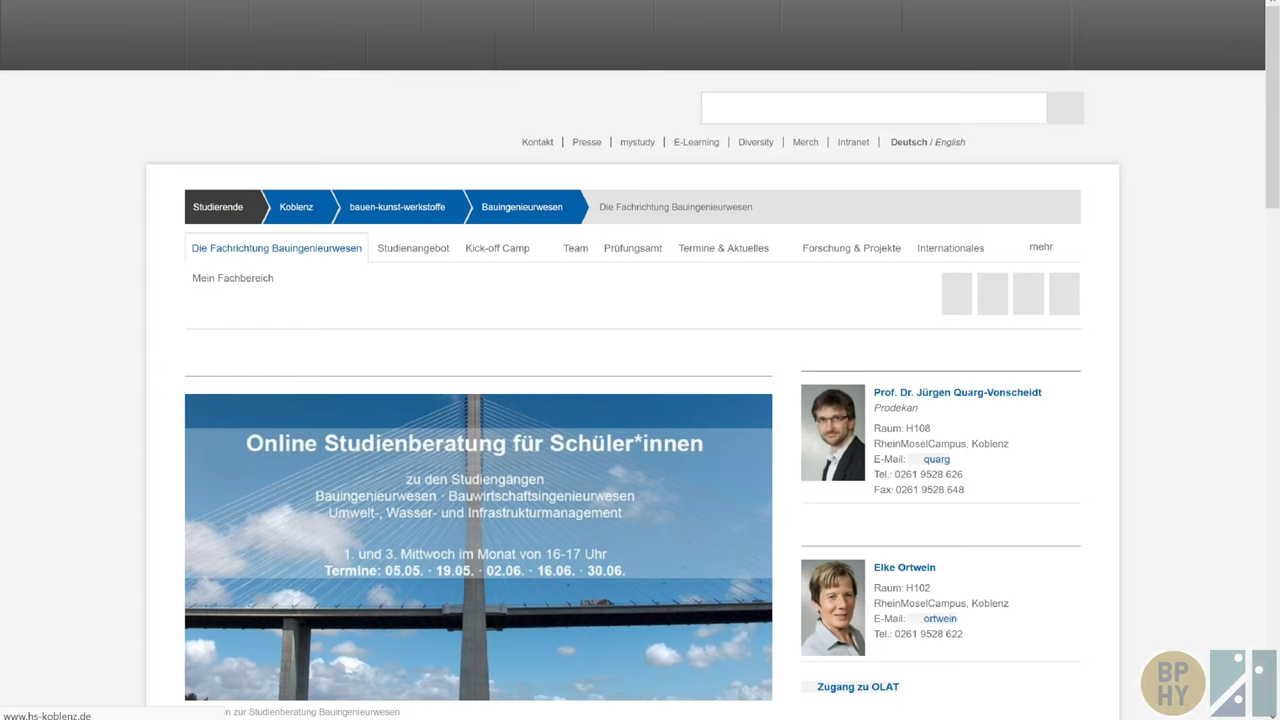 Kontakt | Presse | mystudy | E-Learning | Diversity | Merch | Intranet | Deutsch / English
Studierende Koblenz bauen-kunst-werkstoffe Bauingenieurwesen Die Fachrichtung Bauingenieurwesen
Die Fachrichtung Bauingenieurwesen Studienangebot Kick-off Camp Team Prüfungsamt Termine & Aktuelles Forschung & Projekte Internationales mehr
Mein Fachbereich
Online Studienberatung für Schüler*innen
zu den Studiengängen
Bauingenieurwesen · Bauwirtschaftsingenieurwesen
Umwelt-, Wasser- und Infrastrukturmanagement
1. und 3. Mittwoch im Monat von 16-17 Uhr
Termine: 05.05. · 19.05. · 02.06. · 16.06. · 30.06.
Prof. Dr. Jürgen Quarg-Vonscheidt
Prodekan
Raum: H108
RheinMoselCampus, Koblenz
E-Mail: quarg
Tel.: 0261 9528 626
Fax: 0261 9528 648
Elke Ortwein
Raum: H102
RheinMoselCampus, Koblenz
E-Mail: ortwein
Tel.: 0261 9528 622
Zugang zu OLAT
en zur Studienberatung Bauingenieurwesen
www.hs-koblenz.de
BP
HY